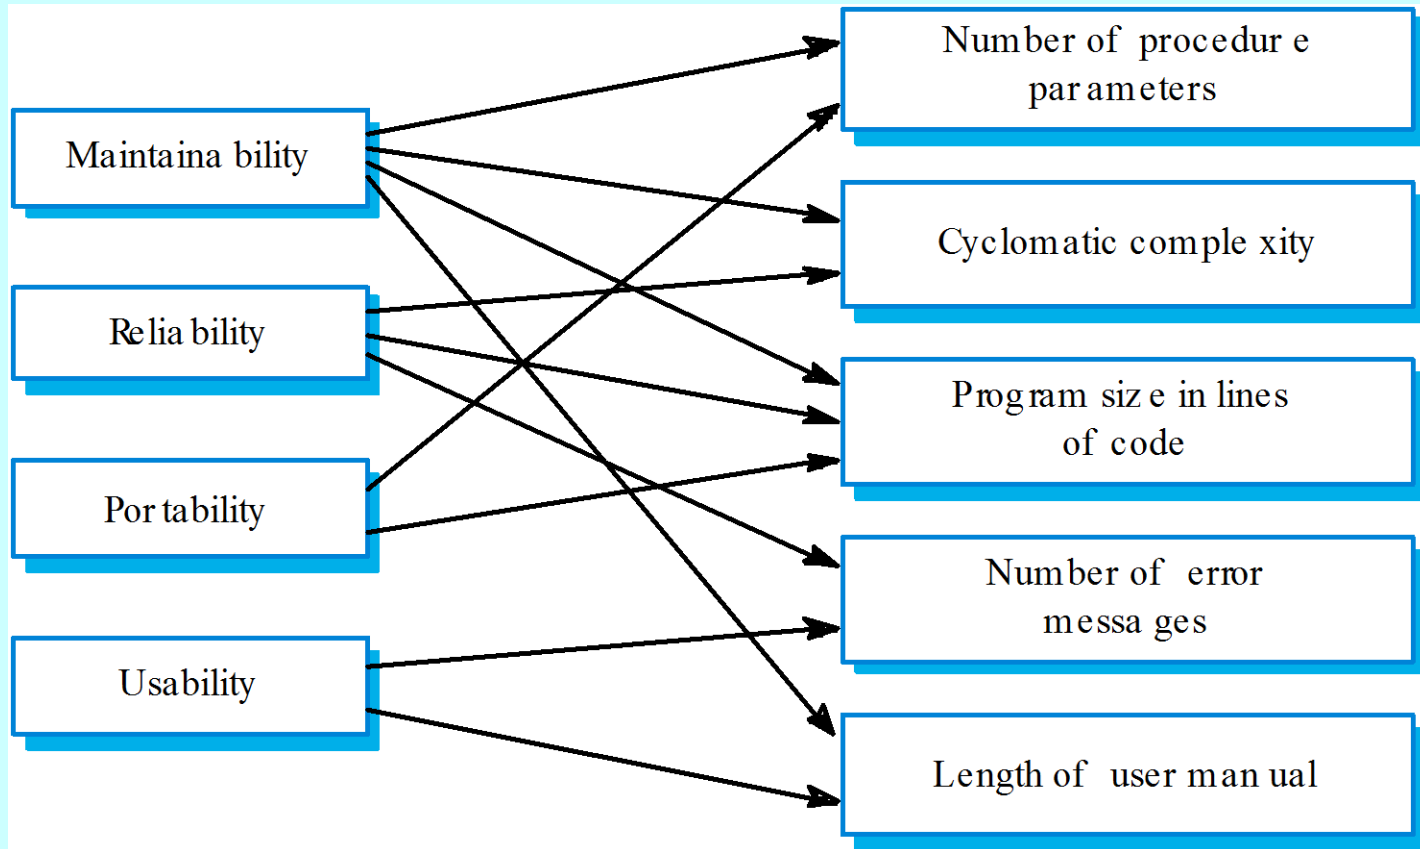 Number of procedure
parameters
Maintainability
Cyclomatic complexity
Reliability
Program size in lines
of code
Portability
Number of error
messages
Usability
Length of user manual